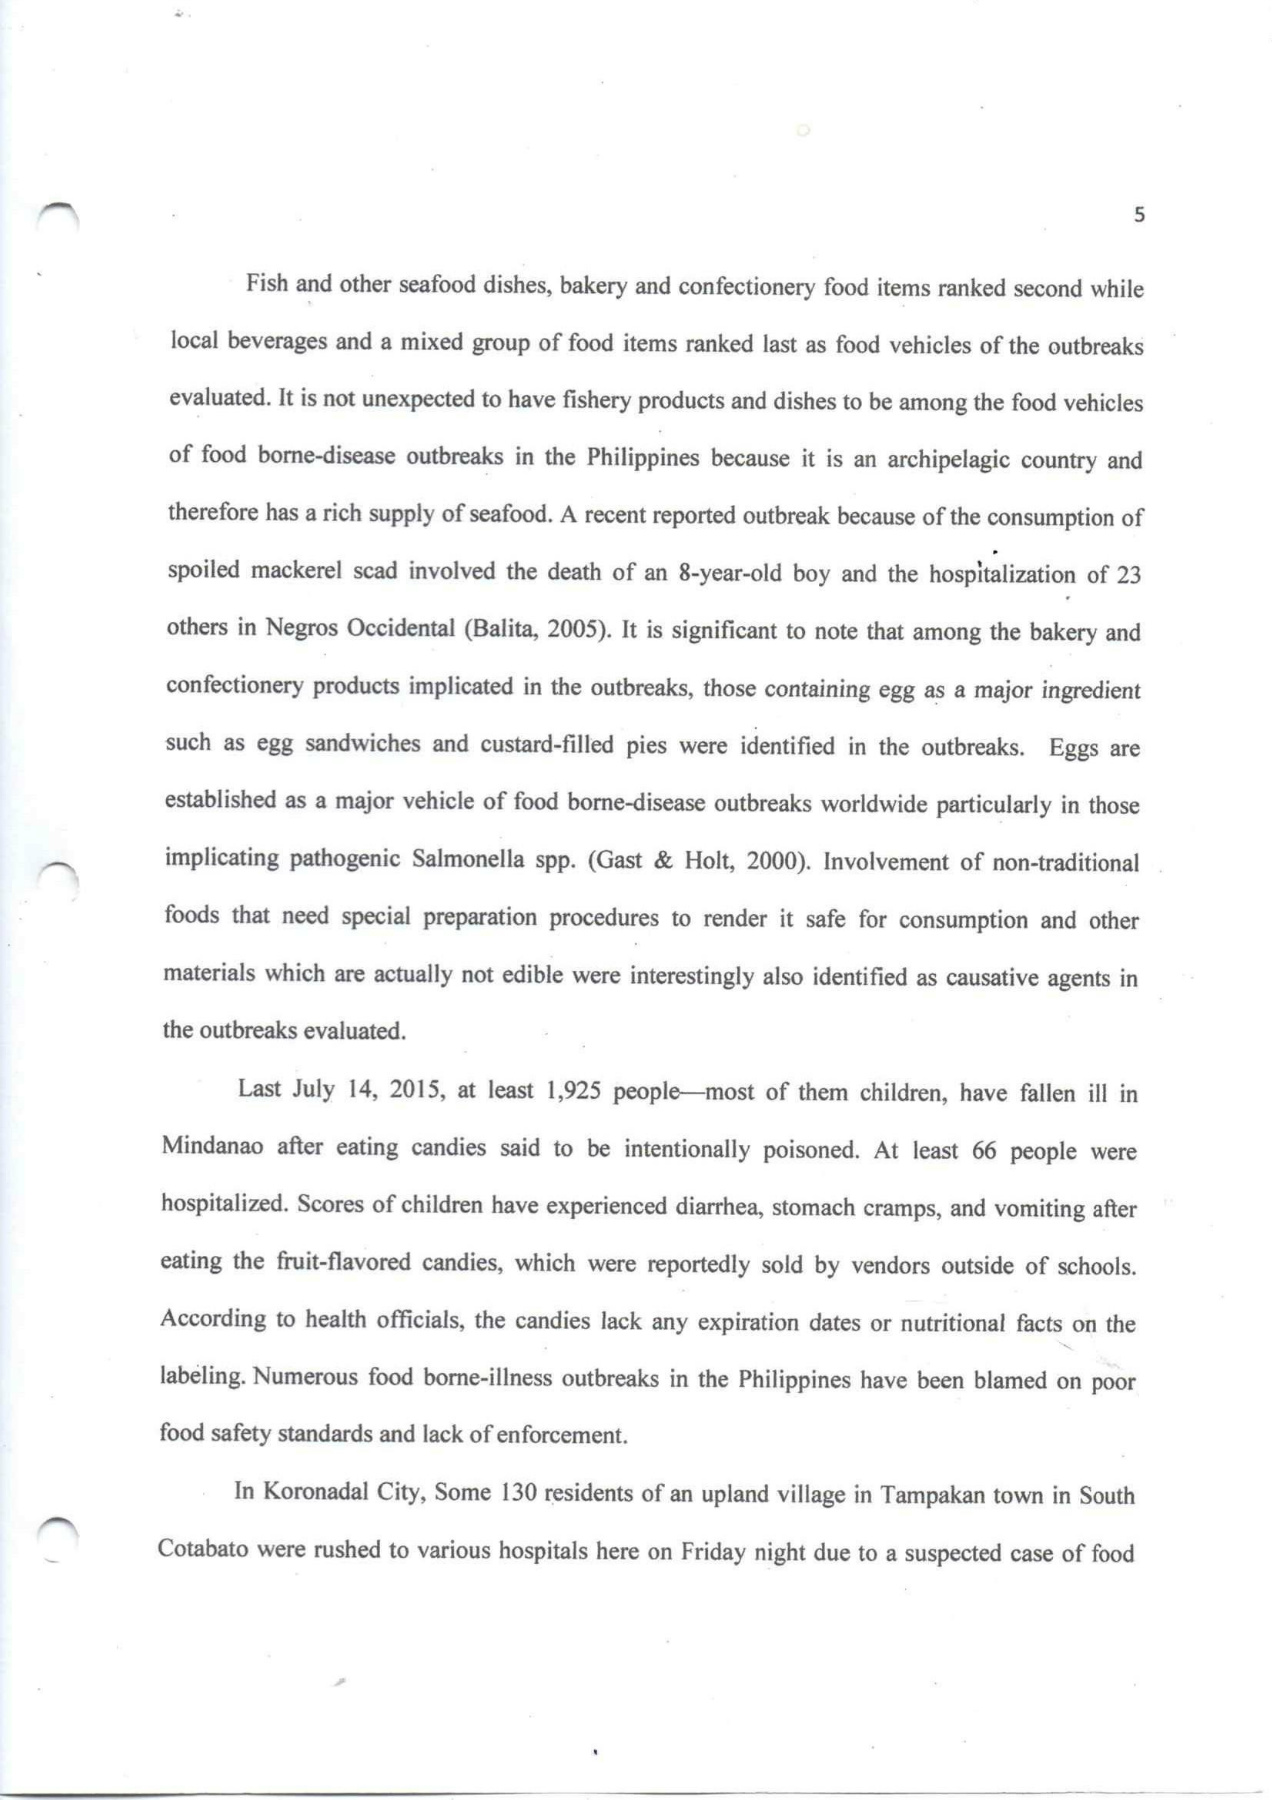 5
Fish and other seafood dishes, bakery and confectionery food items ranked second while
local beverages and a mixed group of food items ranked last as food vehicles of the outbreaks
evaluated. It is not unexpected to have fishery products and dishes to be among the food vehicles
of food borne-disease outbreaks in the Philippines because it is an archipelagic country and
therefore has a rich supply of seafood. A recent reported outbreak because of the consumption of
spoiled mackerel scad involved the death of an 8-year-old boy and the hospitalization of 23
others in Negros Occidental (Balita, 2005). It is significant to note that among the bakery and
confectionery products implicated in the outbreaks, those containing egg as a major ingredient
such as egg sandwiches and custard-filled pies were identified in the outbreaks. Eggs are
established as a major vehicle of food borne-disease outbreaks worldwide particularly in those
implicating pathogenic Salmonella spp. (Gast & Holt, 2000). Involvement of non-traditional
foods that need special preparation procedures to render it safe for consumption and other
materials which are actually not edible were interestingly also identified as causative agents in
the outbreaks evaluated.
Last July 14, 2015, at least 1,925 people—most of them children, have fallen ill in
Mindanao after eating candies said to be intentionally poisoned. At least 66 people were
hospitalized. Scores of children have experienced diarrhea, stomach cramps, and vomiting after
eating the fruit-flavored candies, which were reportedly sold by vendors outside of schools.
According to health officials, the candies lack any expiration dates or nutritional facts on the
labeling. Numerous food borne-illness outbreaks in the Philippines have been blamed on poor
food safety standards and lack of enforcement.
In Koronadal City, Some 130 residents of an upland village in Tampakan town in South
Cotabato were rushed to various hospitals here on Friday night due to a suspected case of food